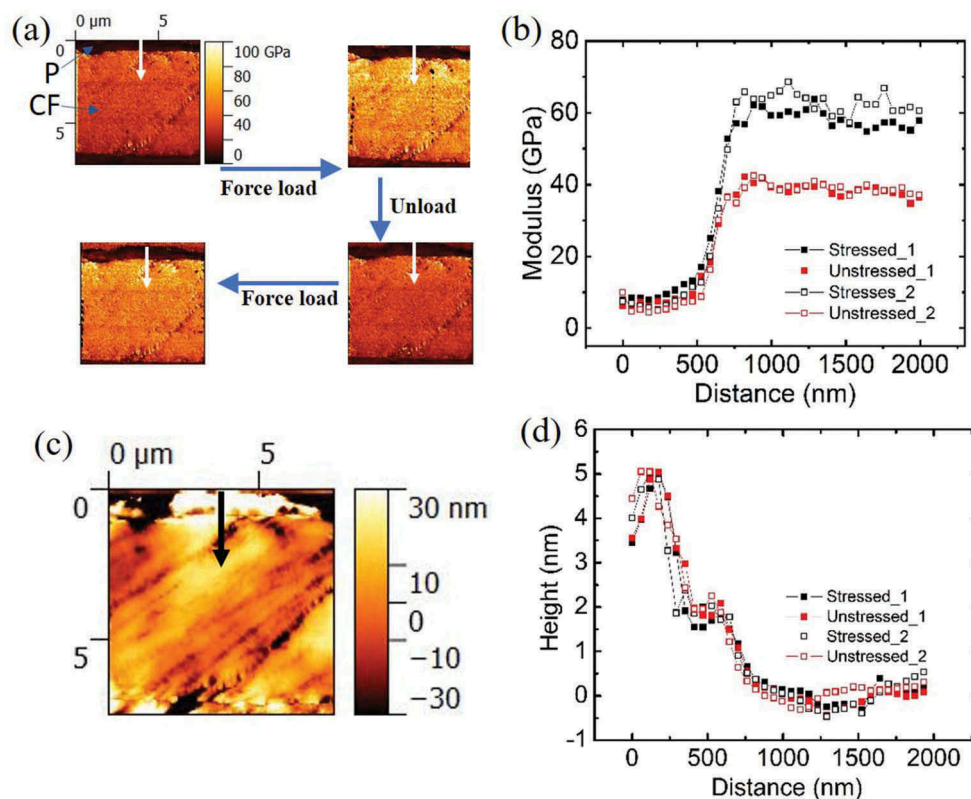 (a)
0 µm 5
0
5
P
CF
100 GPa
80
60
40
20
0
Force load
Unload
Force load
(b)
80
60
40
20
0
Modulus (GPa)
Stressed_1
Unstressed_1
Stresses_2
Unstressed_2
0 500 1000 1500 2000
Distance (nm)
(c)
0 µm 5
0
5
30 nm
10
0
−10
−30
(d)
6
5
4
3
2
1
0
-1
Height (nm)
Stressed_1
Unstressed_1
Stressed_2
Unstressed_2
0 500 1000 1500 2000
Distance (nm)